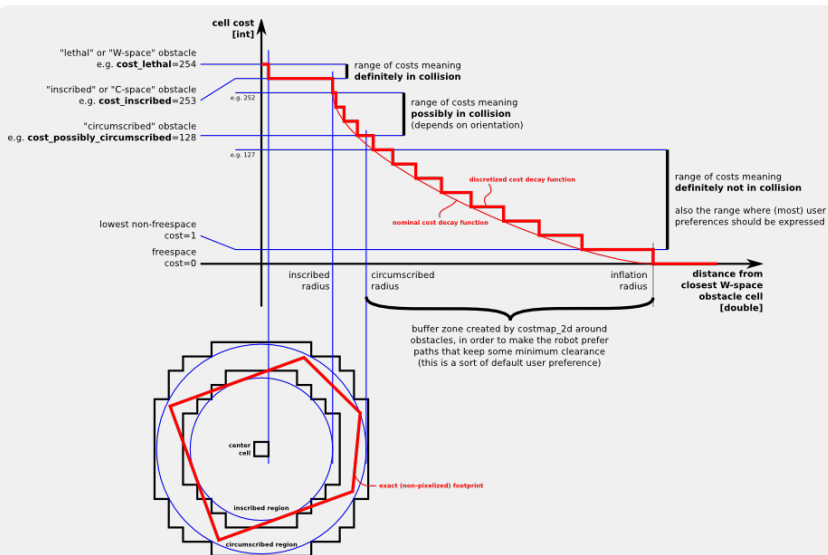 cell cost
[int]
"lethal" or "W-space" obstacle
e.g. cost_lethal=254
range of costs meaning
definitely in collision
"inscribed" or "C-space" obstacle
e.g. cost_inscribed=253
e.g. 252
range of costs meaning
possibly in collision
(depends on orientation)
"circumscribed" obstacle
e.g. cost_possibly_circumscribed=128
e.g. 127
range of costs meaning
definitely not in collision
also the range where (most) user
preferences should be expressed
discretized cost decay function
nominal cost decay function
lowest non-freespace
cost=1
freespace
cost=0
inscribed
radius
circumscribed
radius
inflation
radius
distance from
closest W-space
obstacle cell
[double]
buffer zone created by costmap_2d around
obstacles, in order to make the robot prefer
paths that keep some minimum clearance
(this is a sort of default user preference)
center
cell
exact (non-pixelized) footprint
inscribed region
circumscribed region